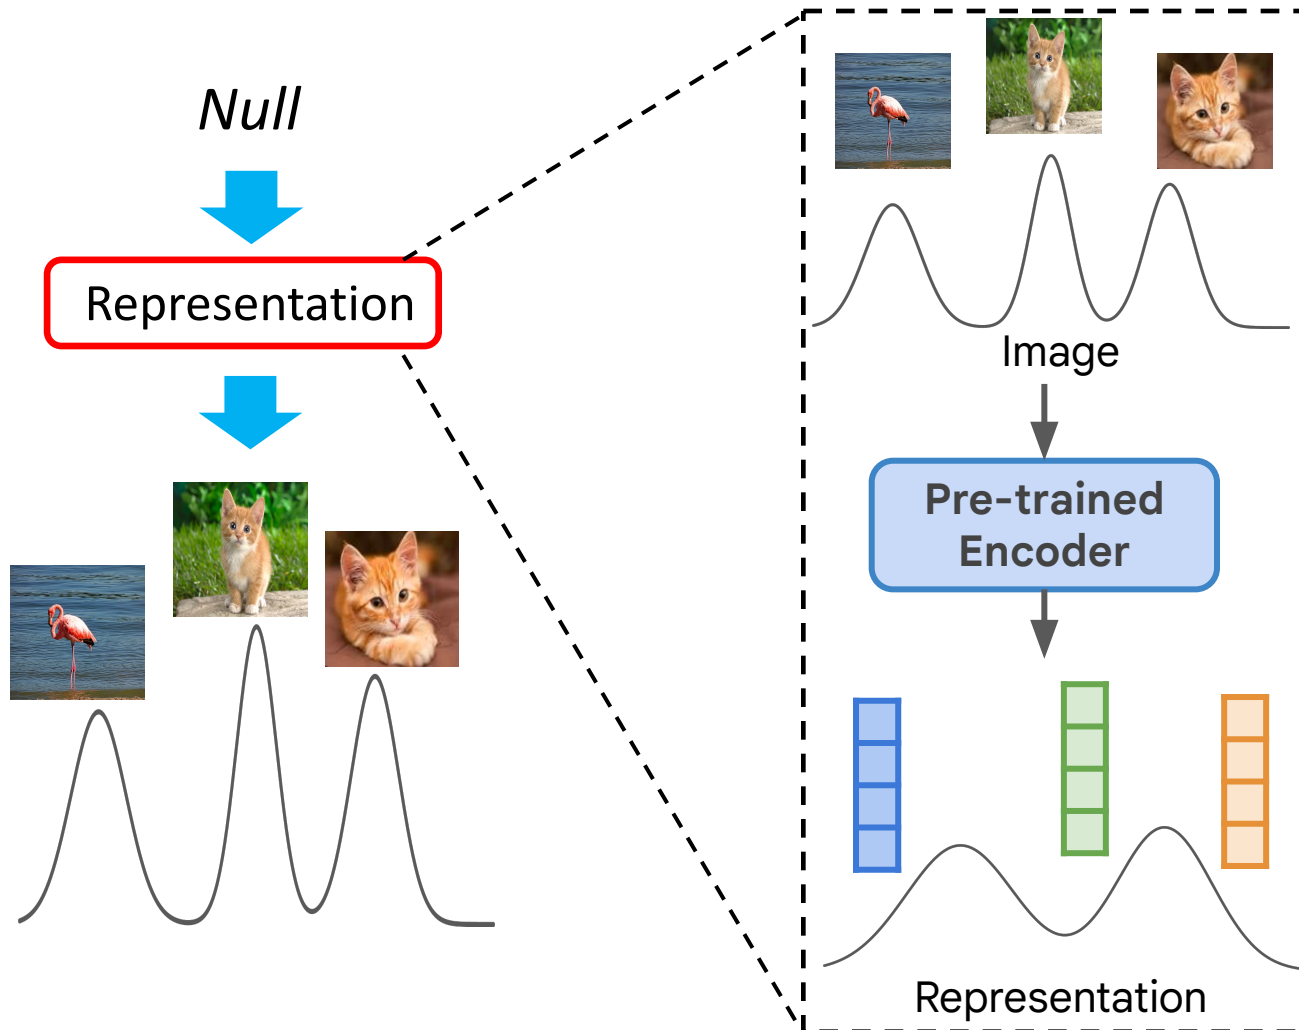 Null
Representation
Image
Pre-trained
Encoder
Representation